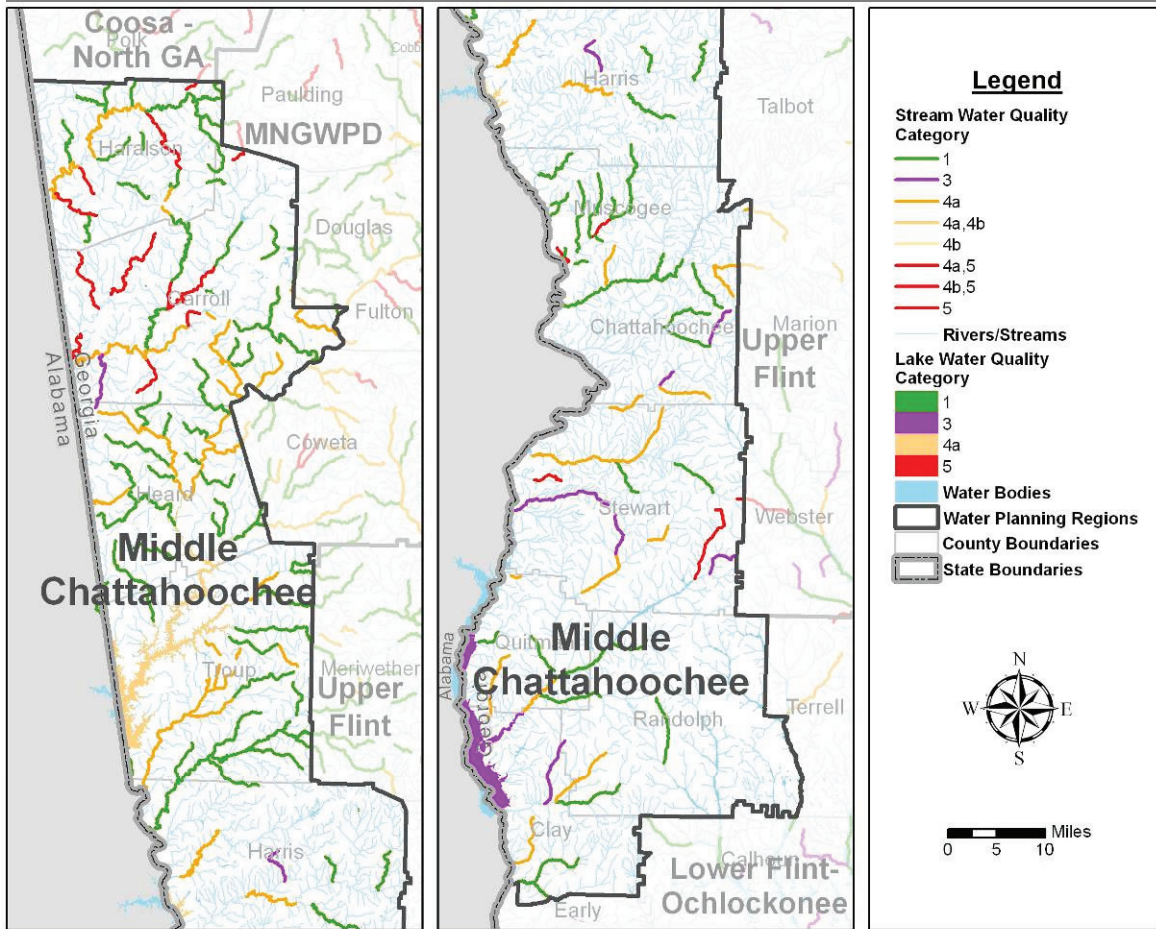 Coosa -
North GA
Polk
Cobb
Paulding
MNGWPD
Haralson
Douglas
Carroll
Fulton
Georgia
Alabama
Coweta
Heard
Middle
Chattahoochee
Troup
Meriwether
Upper
Flint
Harris
Harris
Talbot
Muscogee
Chattahoochee
Marion
Upper
Flint
Stewart
Webster
Quitman
Middle
Chattahoochee
Alabama
Georgia
Randolph
Terrell
Clay
Calhoun
Lower Flint-
Ochlockonee
Early
Legend
Stream Water Quality
Category
1
3
4a
4a,4b
4b
4a,5
4b,5
5
Rivers/Streams
Lake Water Quality
Category
1
3
4a
5
Water Bodies
Water Planning Regions
County Boundaries
State Boundaries
N
W E
S
Miles
0 5 10